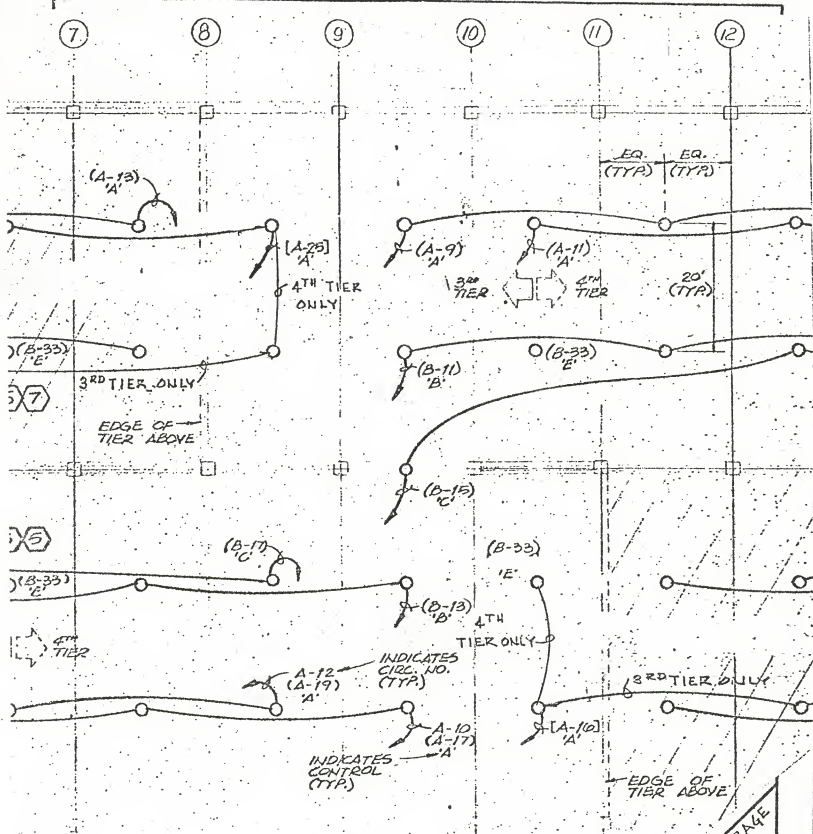 7
8
9
10
11
12
(A-13)
'A'
EQ.
(TYP.)
EQ.
(TYP.)
[A-25]
'A'
4TH TIER
ONLY
(A-9)
'A'
(A-11)
'A'
3RD
TIER
4TH
TIER
20'
(TYP.)
(B-33)
'E'
3RD TIER ONLY
(B-11)
'B'
(B-33)
'E'
7
EDGE OF
TIER ABOVE
(B-15)
'C'
5
(B-17)
'C'
(B-33)
'E'
(B-33)
'E'
(B-13)
'B'
4TH
TIER ONLY
4TH
TIER
A-12
(A-19)
'A'
INDICATES
CIRC. NO.
(TYP.)
3RD TIER ONLY
A-10
(A-17)
'A'
[A-16]
'A'
INDICATES
CONTROL
(TYP.)
EDGE OF
TIER ABOVE